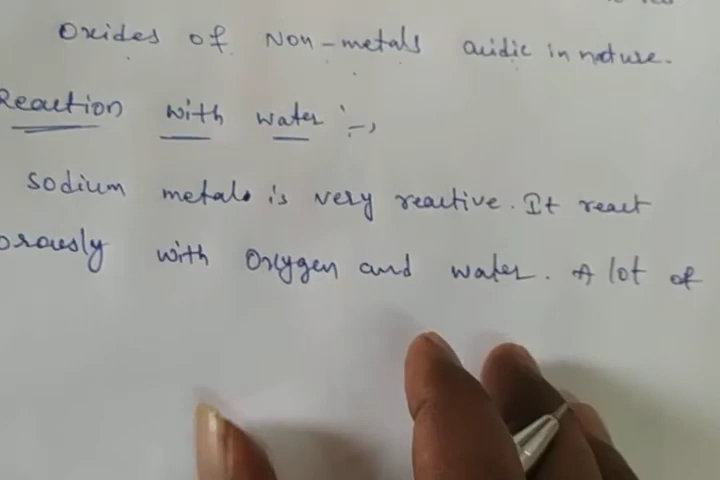 Oxides of Non-metals auidic in nature.
Reaction with water :-,
sodium metals is very reactive. It react
orously with Oxygen and water. A lot of